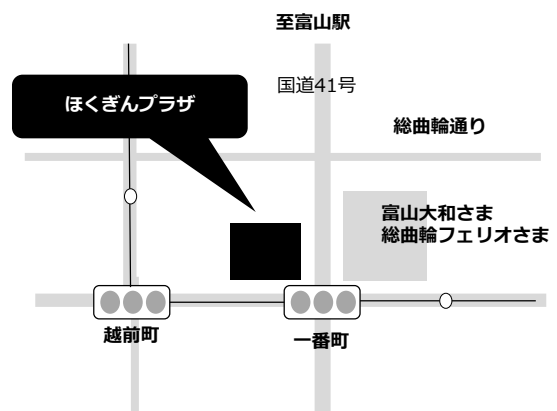 至富山駅
国道41号
ほくぎんプラザ
総曲輪通り
富山大和さま
総曲輪フェリオさま
越前町
一番町